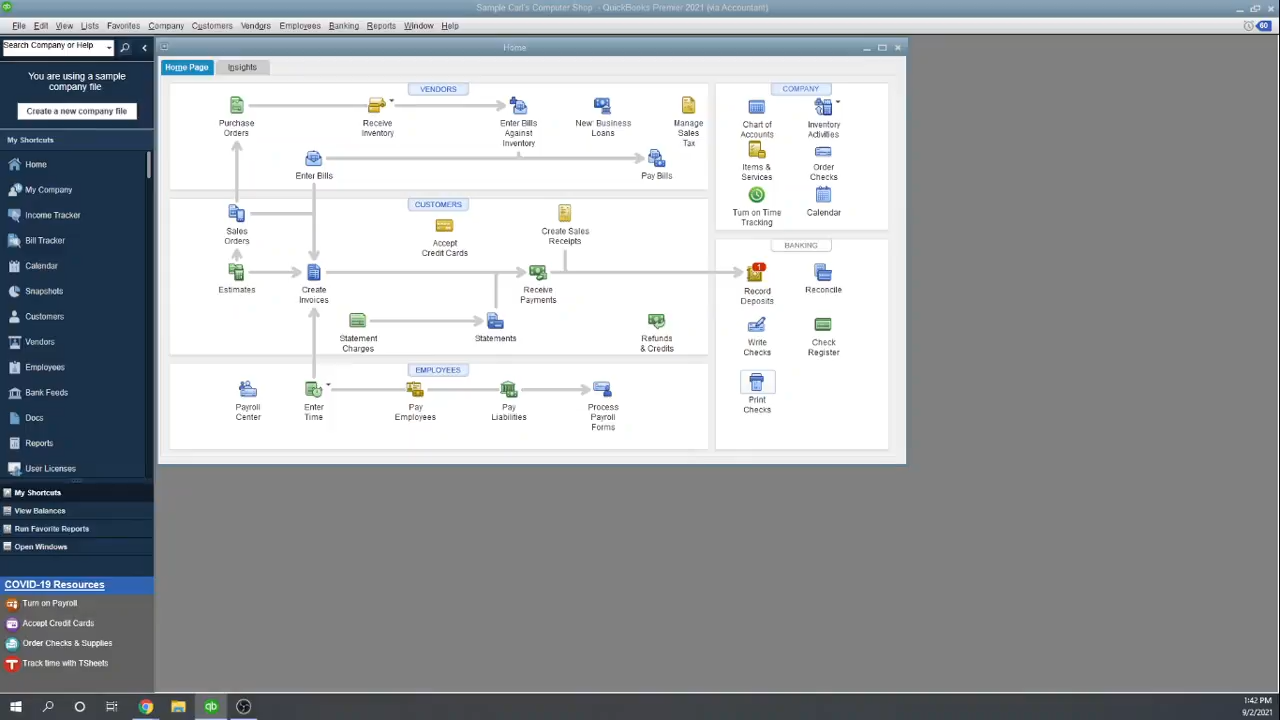 Sample Carl's Computer Shop - QuickBooks Premier 2021 (via Accountant)
File Edit View Lists Favorites Company Customers Vendors Employees Banking Reports Window Help
60
Search Company or Help
You are using a sample
company file
Create a new company file
My Shortcuts
Home
My Company
Income Tracker
Bill Tracker
Calendar
Snapshots
Customers
Vendors
Employees
Bank Feeds
Docs
Reports
User Licenses
My Shortcuts
View Balances
Run Favorite Reports
Open Windows
COVID-19 Resources
Turn on Payroll
Accept Credit Cards
Order Checks & Supplies
Track time with TSheets
Home
Home Page
Insights
VENDORS
Purchase
Orders
Receive
Inventory
Enter Bills
Against
Inventory
New Business
Loans
Manage
Sales
Tax
Enter Bills
Pay Bills
CUSTOMERS
Sales
Orders
Accept
Credit Cards
Create Sales
Receipts
Estimates
Create
Invoices
Receive
Payments
Statement
Charges
Statements
Refunds
& Credits
EMPLOYEES
Payroll
Center
Enter
Time
Pay
Employees
Pay
Liabilities
Process
Payroll
Forms
COMPANY
Chart of
Accounts
Inventory
Activities
Items &
Services
Order
Checks
Turn on Time
Tracking
Calendar
BANKING
1
Record
Deposits
Reconcile
Write
Checks
Check
Register
Print
Checks
qb
1:42 PM
9/2/2021